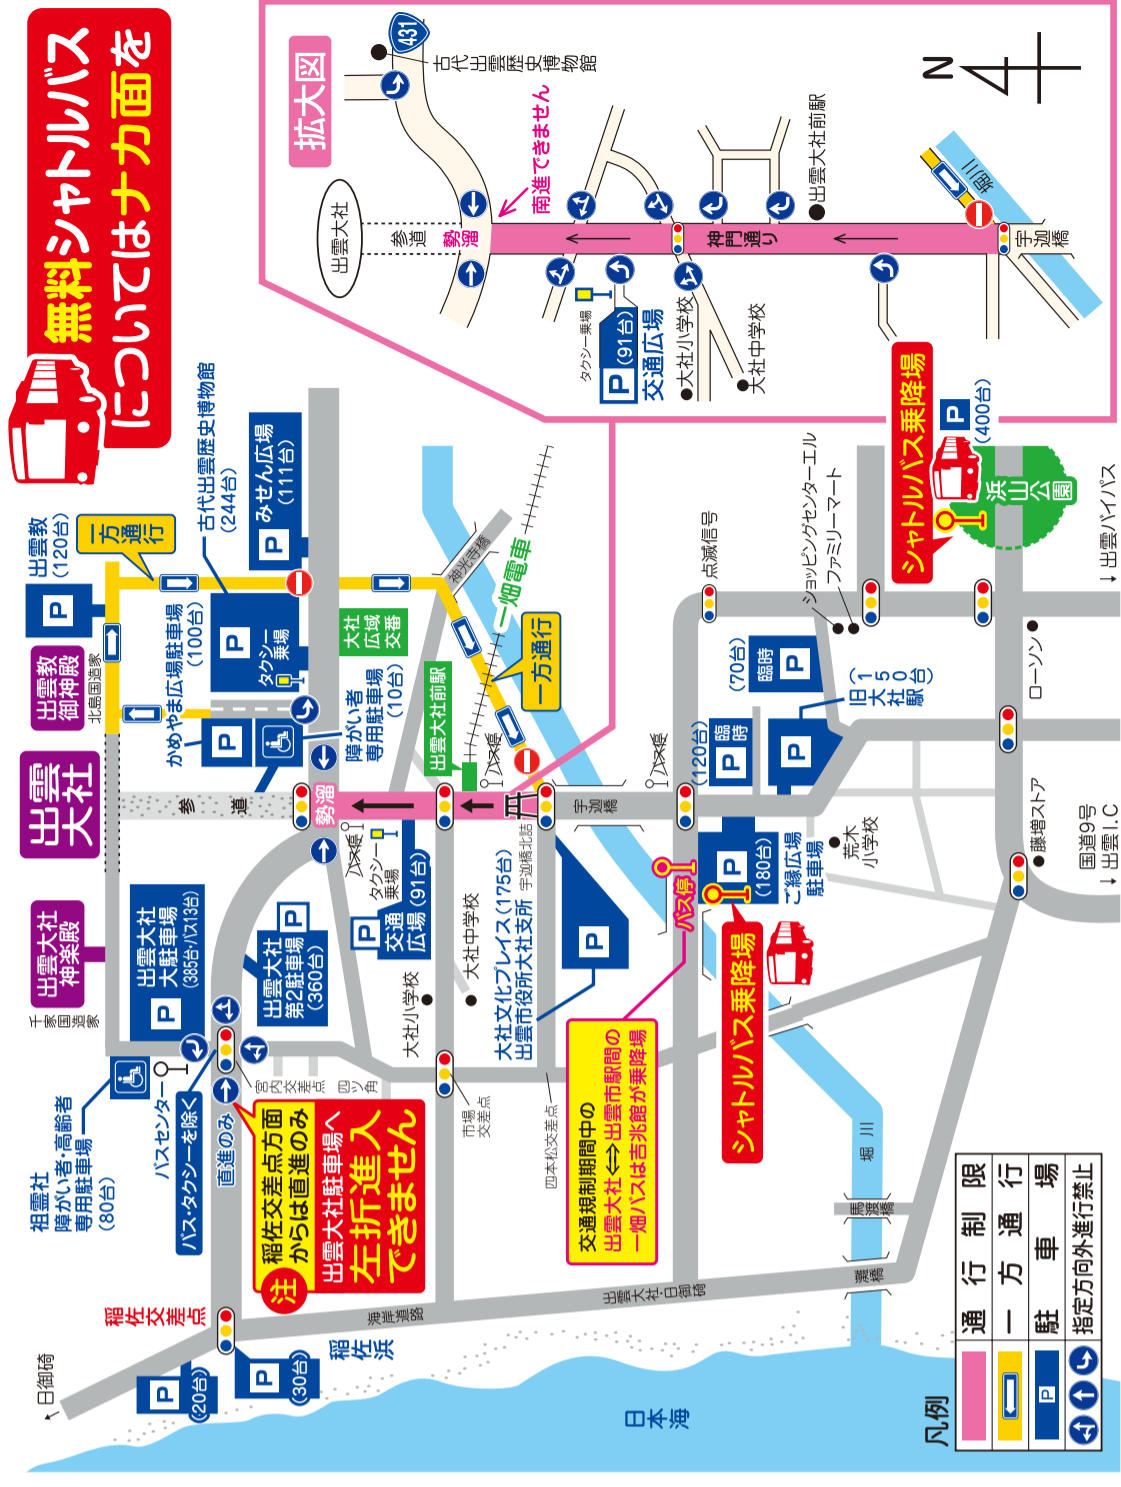 無料シャトルバス
についてはナカ面を
拡大図
431
古代出雲歴史博物館
N
出雲大社
参道
勢溜
南進できません
神門通り
出雲大社前駅
堀川
宇迦橋
タクシー乗場
P (91台)
交通広場
大社小学校
大社中学校
出雲大社
神楽殿
千家国造家
出雲
大社
出雲教
御神殿
北島国造家
出雲教
(120台)
P
一方
通行
古代出雲歴史博物館
(244台)
P
タクシー
乗場
P みせん広場
(111台)
かめやま広場駐車場
(100台)
P
障がい者
専用駐車場
(10台)
大社
広域
交番
神光寺橋
一畑電車
一方通行
出雲大社前駅
バス停
参道
勢溜
バス停
タクシー
乗場
P
交通
広場 (91台)
宇迦橋北詰
宇迦橋
バス停
祖霊社
障がい者・高齢者
専用駐車場
(80台)
バスセンター
バス・タクシーを除く
直進のみ
P 出雲大社
大駐車場
(385台・バス13台)
出雲大社 P
第2駐車場
(360台)
宮内交差点
四ツ角
大社小学校
大社中学校
市場
交差点
四本松交差点
大社文化プレイス(175台)
出雲市役所大社支所
P
注
稲佐交差点方面
からは直進のみ
出雲大社駐車場へ
左折進入
できません
交通規制期間中の
出雲大社⇔出雲市駅間の
一畑バスは吉兆館が乗降場
バス停
シャトルバス乗降場
P
(180台)
ご縁広場
駐車場
荒木
小学校
(120台)
臨時
P
(70台)
臨時
P
P
旧大社駅
(150台)
点滅信号
ショッピングセンターエル
ファミリーマート
シャトルバス乗降場
P
(400台)
浜山
公園
↓出雲バイパス
ローソン
藤増ストア
国道9号
↓出雲I.C
稲佐交差点
日御碕
P
(20台)
P
(30台)
稲佐浜
海岸道路
出雲大社・日御碕
日本海
堀川
馬渡橋
灘橋
凡例
通行制限
一方通行
P 駐車場
指定方向外進行禁止